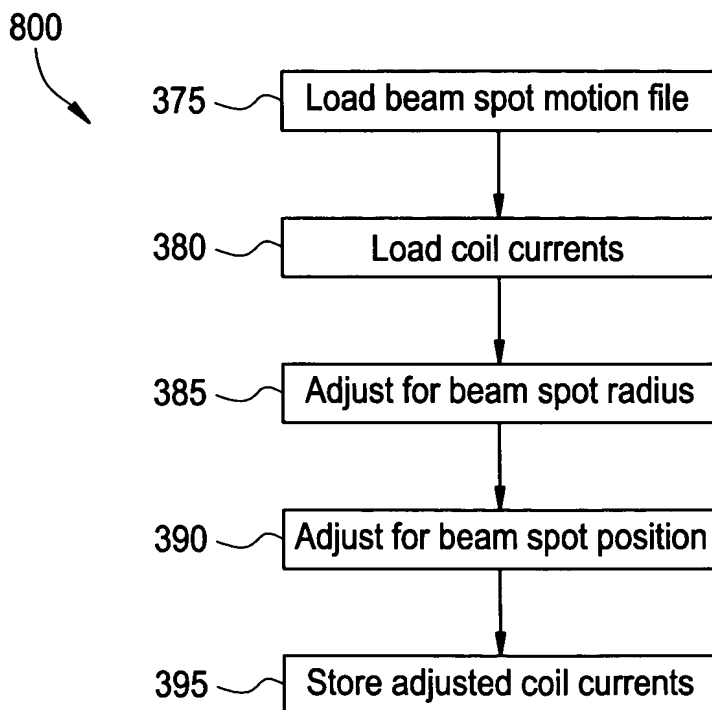 800
375 Load beam spot motion file
380 Load coil currents
385 Adjust for beam spot radius
390 Adjust for beam spot position
395 Store adjusted coil currents